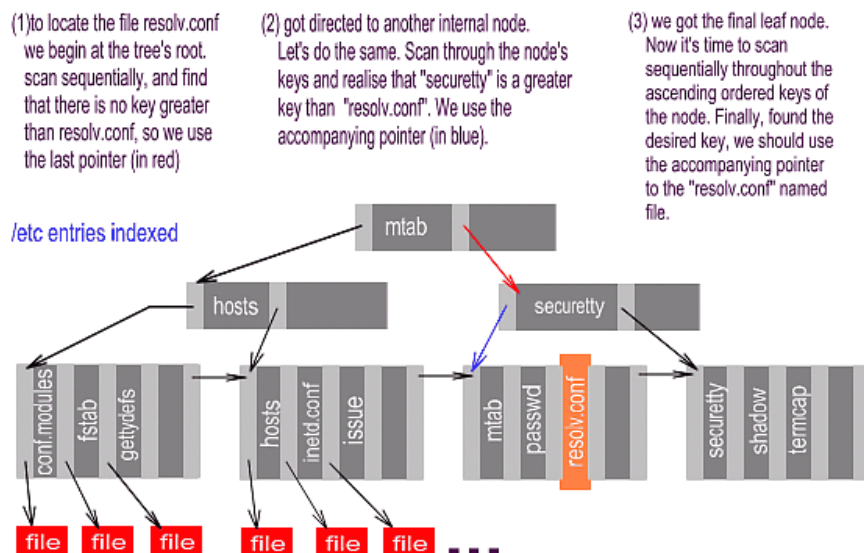 (1)to locate the file resolv.conf
we begin at the tree's root.
scan sequentially, and find
that there is no key greater
than resolv.conf, so we use
the last pointer (in red)
(2) got directed to another internal node.
Let's do the same. Scan through the node's
keys and realise that "securetty" is a greater
key than "resolv.conf". We use the
accompanying pointer (in blue).
(3) we got the final leaf node.
Now it's time to scan
sequentially throughout the
ascending ordered keys of
the node. Finally, found the
desired key, we should use
the accompanying pointer
to the "resolv.conf" named
file.
/etc entries indexed
mtab
hosts
securetty
conf.modules
fstab
gettydefs
hosts
inetd.conf
issue
mtab
passwd
resolv.conf
securetty
shadow
termcap
file
file
file
file
file
file
...